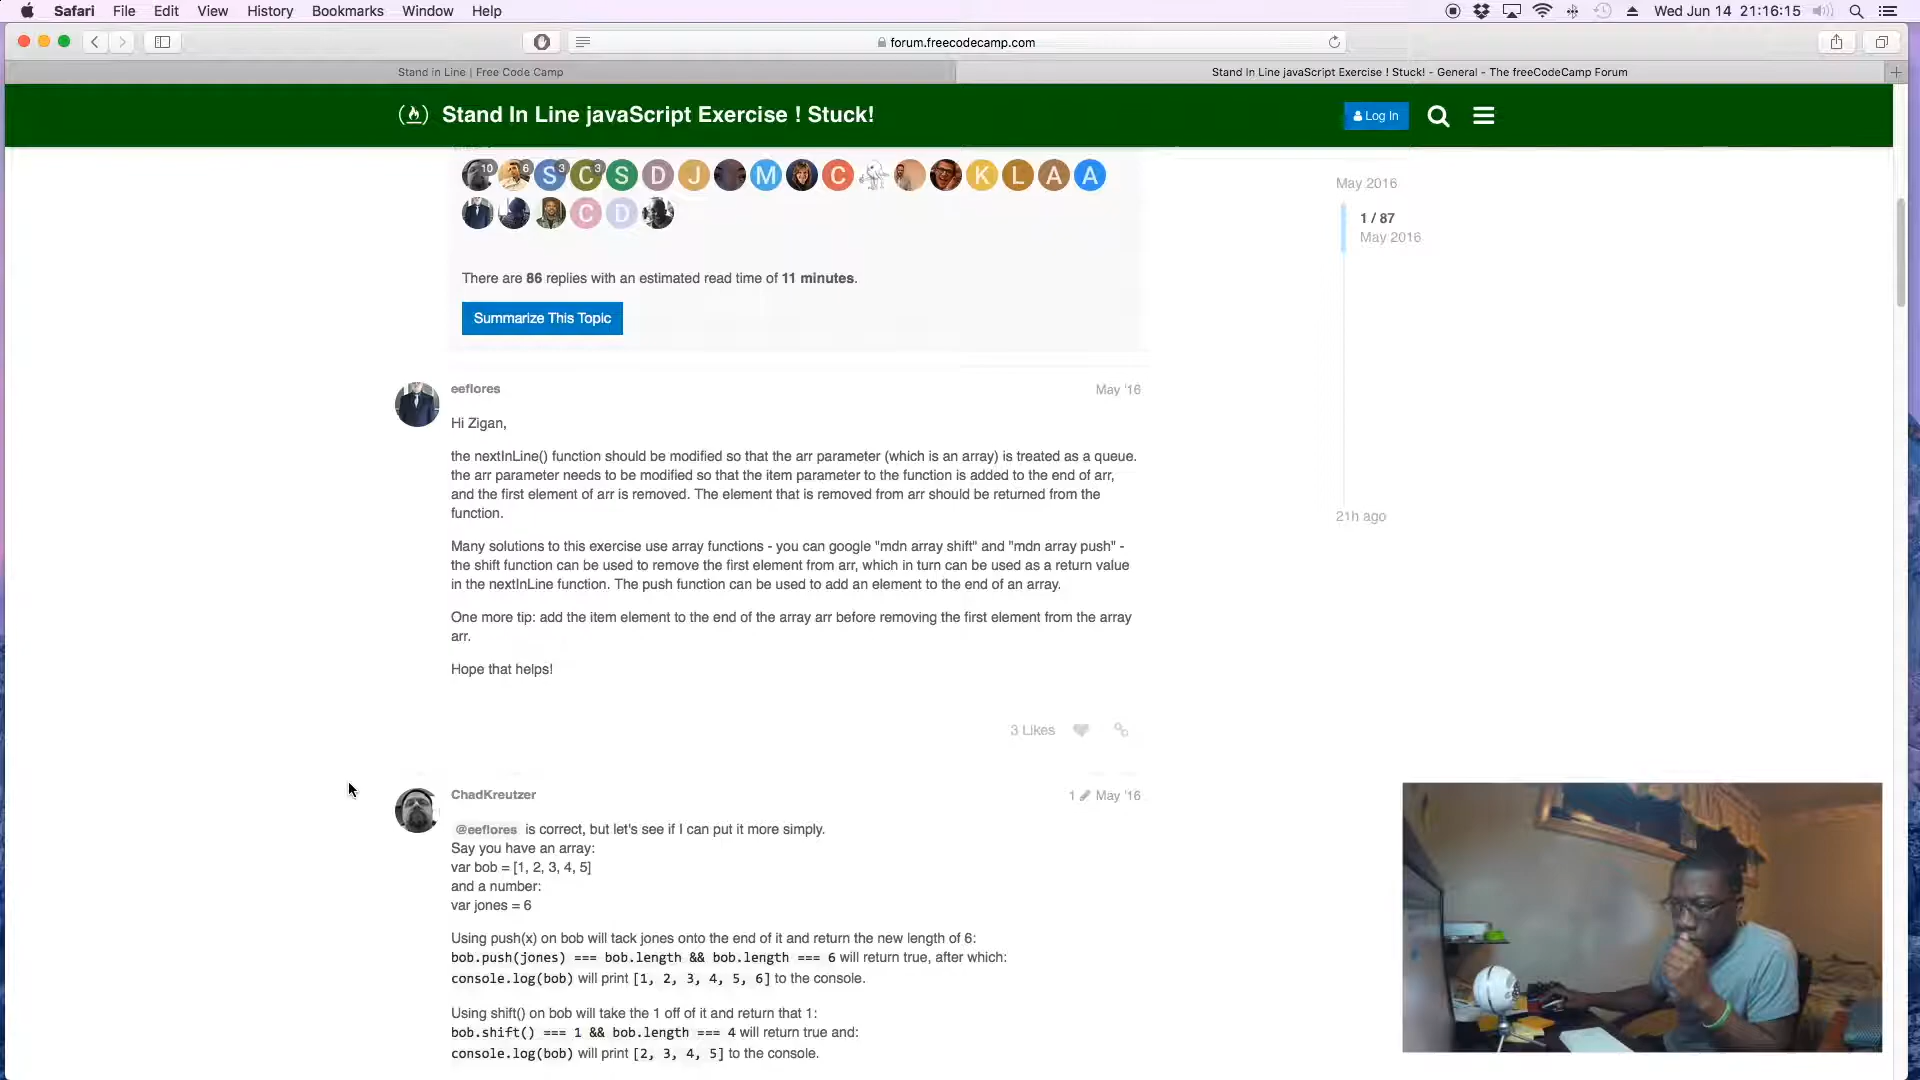 Safari File Edit View History Bookmarks Window Help Wed Jun 14 21:16:15
forum.freecodecamp.com
Stand in Line | Free Code Camp
Stand In Line javaScript Exercise ! Stuck! - General - The freeCodeCamp Forum
Stand In Line javaScript Exercise ! Stuck!
Log In
10 6 S 3 C 3 S D J M C K L A A
C D
May 2016
1 / 87
May 2016
21h ago
There are 86 replies with an estimated read time of 11 minutes.
Summarize This Topic
eeflores May '16
Hi Zigan,
the nextInLine() function should be modified so that the arr parameter (which is an array) is treated as a queue.
the arr parameter needs to be modified so that the item parameter to the function is added to the end of arr,
and the first element of arr is removed. The element that is removed from arr should be returned from the
function.
Many solutions to this exercise use array functions - you can google "mdn array shift" and "mdn array push" -
the shift function can be used to remove the first element from arr, which in turn can be used as a return value
in the nextInLine function. The push function can be used to add an element to the end of an array.
One more tip: add the item element to the end of the array arr before removing the first element from the array
arr.
Hope that helps!
3 Likes
ChadKreutzer 1 May '16
@eeflores is correct, but let's see if I can put it more simply.
Say you have an array:
var bob = [1, 2, 3, 4, 5]
and a number:
var jones = 6
Using push(x) on bob will tack jones onto the end of it and return the new length of 6:
bob.push(jones) === bob.length && bob.length === 6 will return true, after which:
console.log(bob) will print [1, 2, 3, 4, 5, 6] to the console.
Using shift() on bob will take the 1 off of it and return that 1:
bob.shift() === 1 && bob.length === 4 will return true and:
console.log(bob) will print [2, 3, 4, 5] to the console.